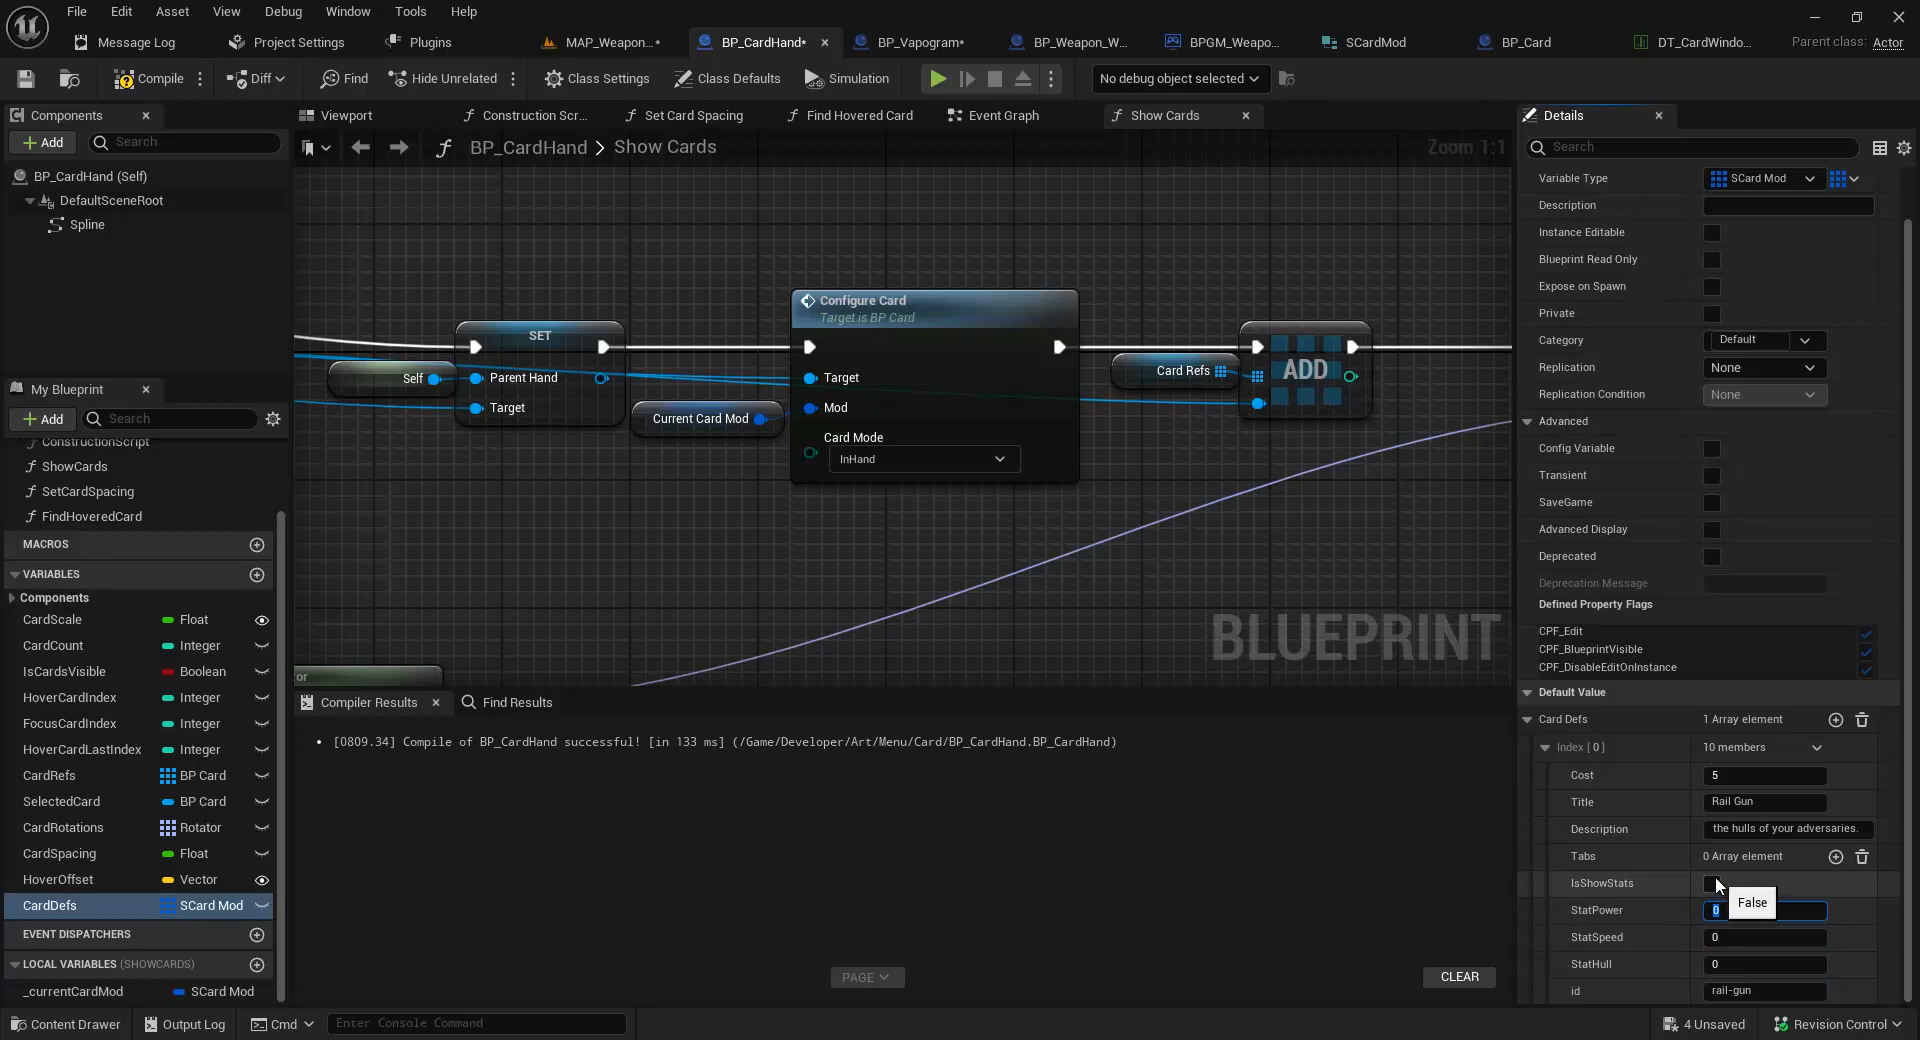 File Edit Asset View Debug Window Tools Help
Message Log Project Settings Plugins MAP_Weapon...* BP_CardHand* BP_Vapogram* BP_Weapon_W... BPGM_Weapo... SCardMod BP_Card DT_CardWindo... Parent class: Actor
Compile Diff Find Hide Unrelated Class Settings Class Defaults Simulation No debug object selected
Components Viewport Construction Scr... Set Card Spacing Find Hovered Card Event Graph Show Cards Details
Add Search BP_CardHand > Show Cards Zoom 1:1 Search
BP_CardHand (Self)
DefaultSceneRoot
Spline
My Blueprint
Add Search
ConstructionScript
ShowCards
SetCardSpacing
FindHoveredCard
MACROS
VARIABLES
Components
CardScale Float
CardCount Integer
IsCardsVisible Boolean
HoverCardIndex Integer
FocusCardIndex Integer
HoverCardLastIndex Integer
CardRefs BP Card
SelectedCard BP Card
CardRotations Rotator
CardSpacing Float
HoverOffset Vector
CardDefs SCard Mod
EVENT DISPATCHERS
LOCAL VARIABLES (SHOWCARDS)
_currentCardMod SCard Mod
SET
Self Parent Hand
Target
Current Card Mod
Configure Card
Target is BP Card
Target
Mod
Card Mode
InHand
Card Refs
ADD
or
BLUEPRINT
Compiler Results Find Results
• [0809.34] Compile of BP_CardHand successful! [in 133 ms] (/Game/Developer/Art/Menu/Card/BP_CardHand.BP_CardHand)
PAGE CLEAR
Variable Type SCard Mod
Description
Instance Editable
Blueprint Read Only
Expose on Spawn
Private
Category Default
Replication None
Replication Condition None
Advanced
Config Variable
Transient
SaveGame
Advanced Display
Deprecated
Deprecation Message
Defined Property Flags
CPF_Edit
CPF_BlueprintVisible
CPF_DisableEditOnInstance
Default Value
Card Defs 1 Array element
Index [ 0 ] 10 members
Cost 5
Title Rail Gun
Description the hulls of your adversaries.
Tabs 0 Array element
IsShowStats
False
StatPower 0
StatSpeed 0
StatHull 0
id rail-gun
Content Drawer Output Log Cmd Enter Console Command 4 Unsaved Revision Control